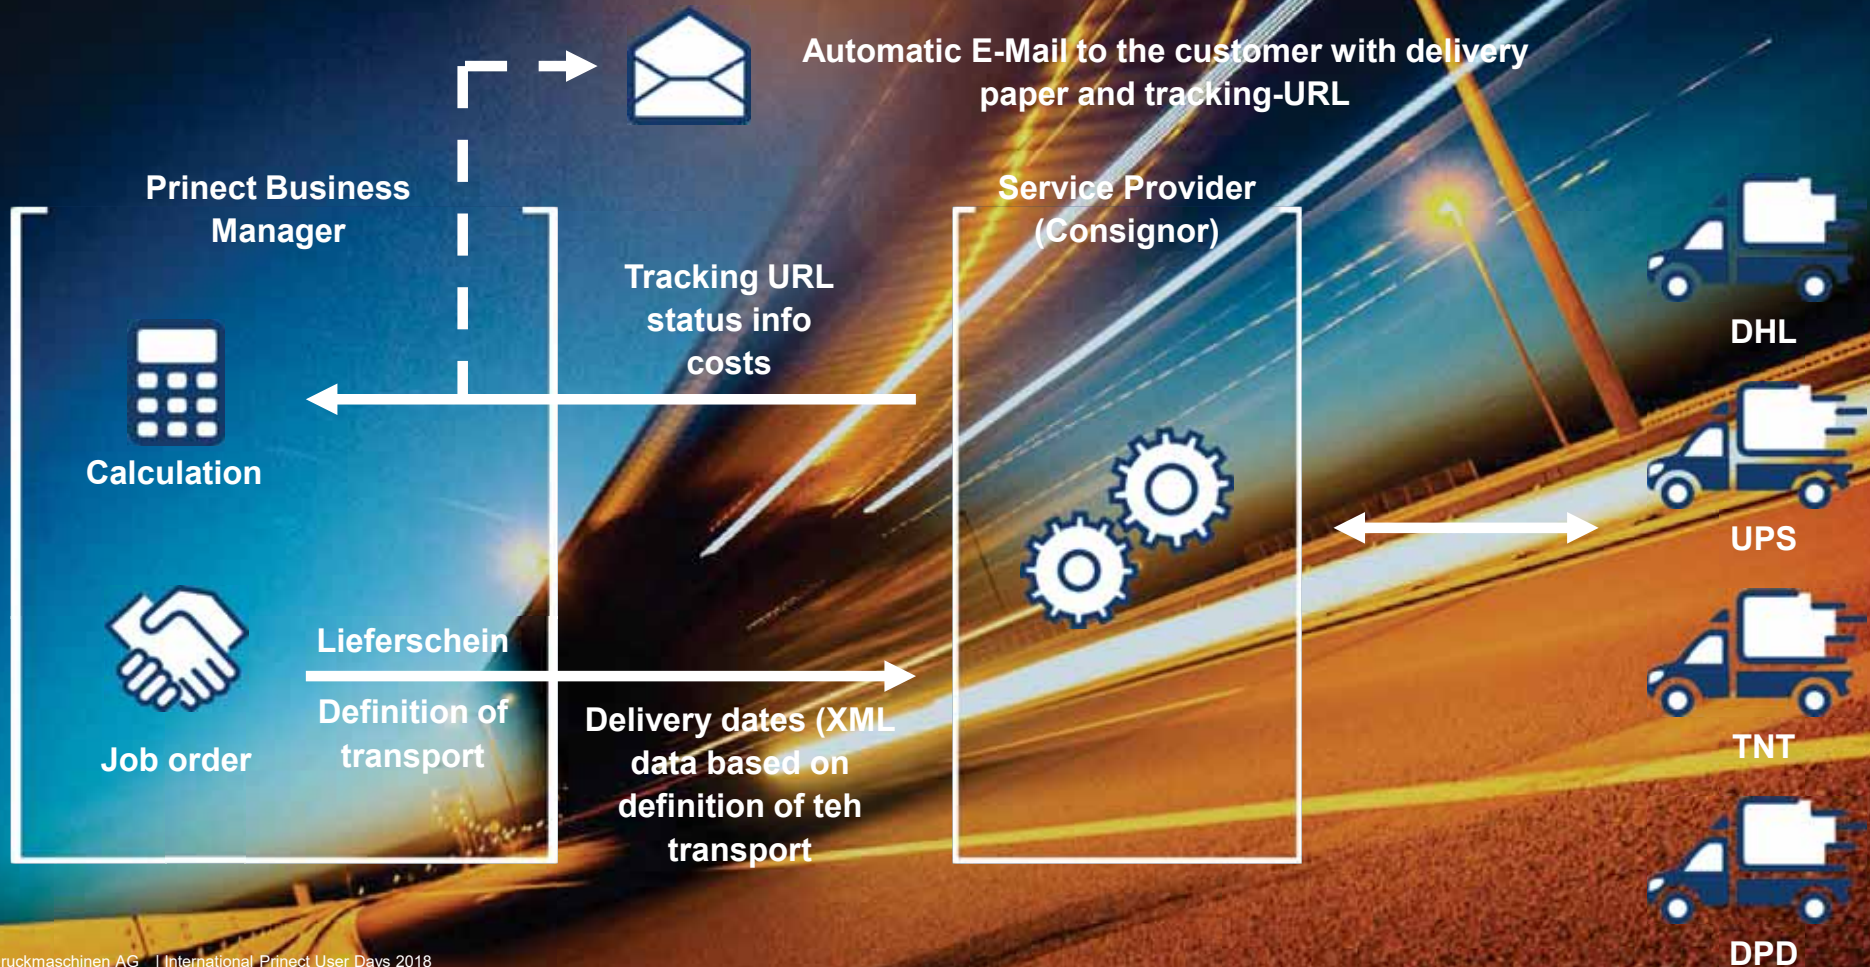 Automatic E-Mail to the customer with delivery
paper and tracking-URL
Prinect Business
Manager
Service Provider
(Consignor)
Tracking URL
status info
costs
DHL
Calculation
UPS
Lieferschein
Definition of
transport
Job order
Delivery dates (XML
data based on
definition of teh
transport
TNT
DPD
ruckmaschinen AG | International Prinect User Days 2018